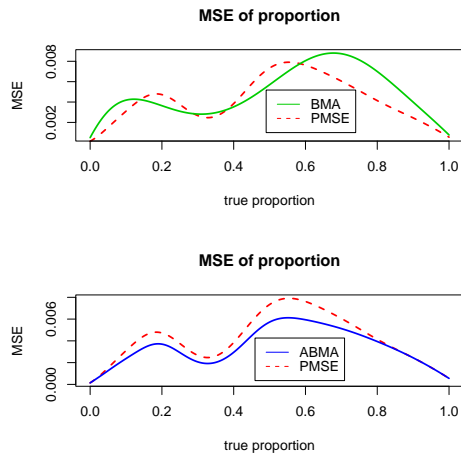 MSE of proportion
MSE
0.002
0.008
BMA
PMSE
0.0
0.2
0.4
0.6
0.8
1.0
true proportion
MSE of proportion
MSE
0.000
0.006
ABMA
PMSE
0.0
0.2
0.4
0.6
0.8
1.0
true proportion